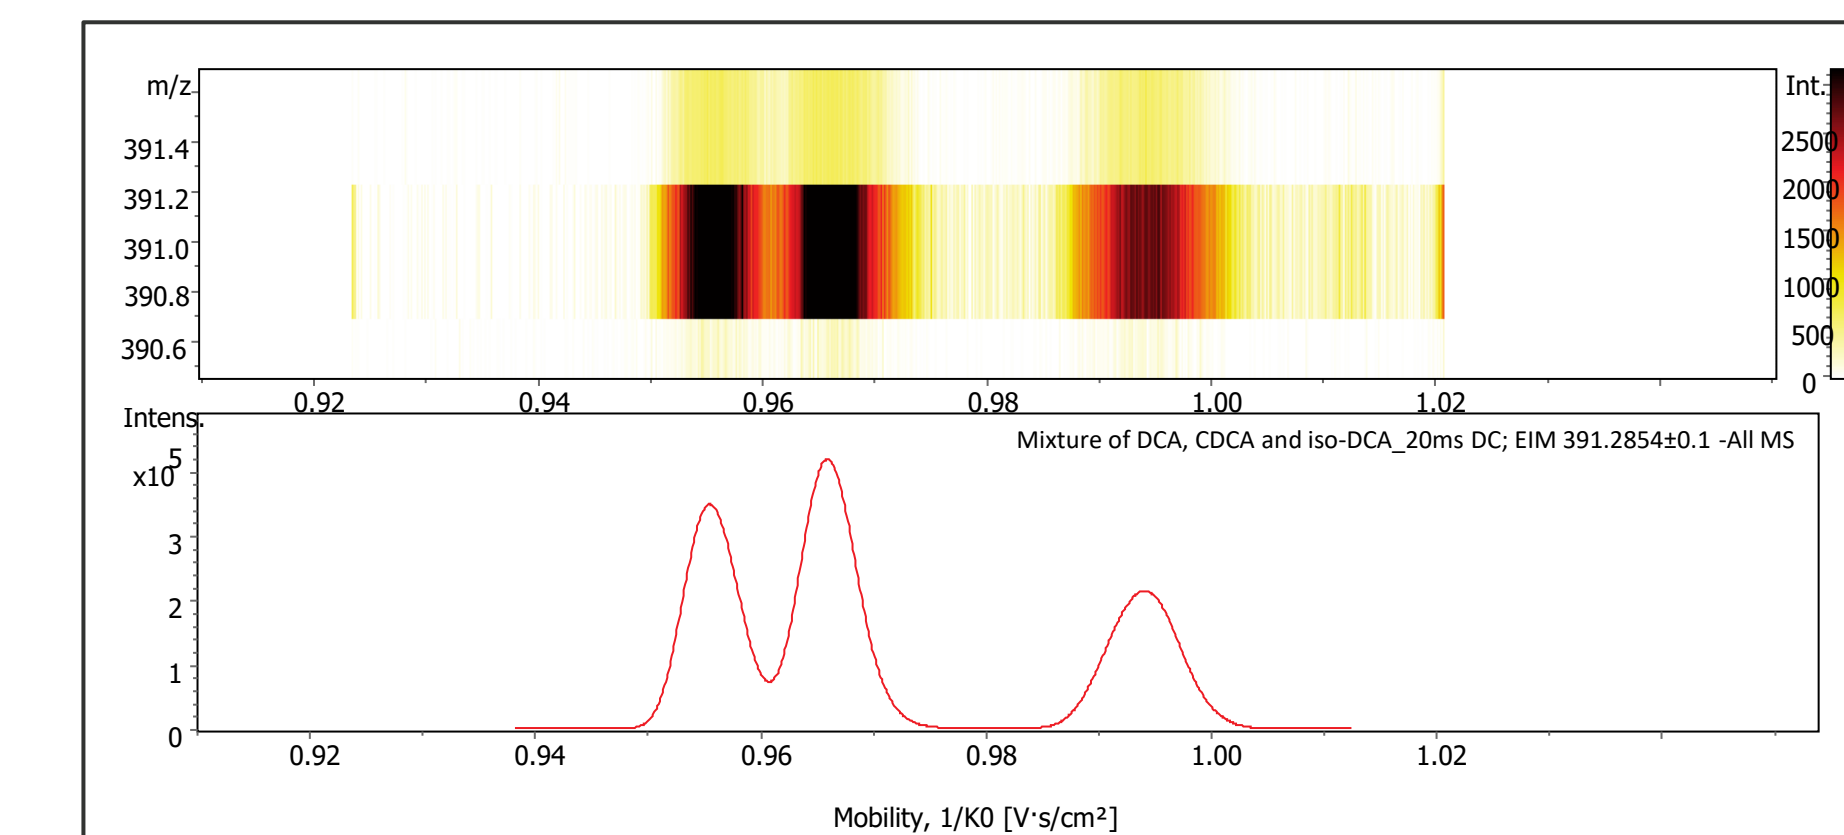 m/z
Int.
391.4
391.2
391.0
390.8
390.6
2500
2000
1500
1000
500
0
0.92 0.94 0.96 0.98 1.00 1.02
Intens.
x10⁵
Mixture of DCA, CDCA and iso-DCA_20ms DC; EIM 391.2854±0.1 -All MS
3
2
1
0
0.92 0.94 0.96 0.98 1.00 1.02
Mobility, 1/K0 [V·s/cm²]